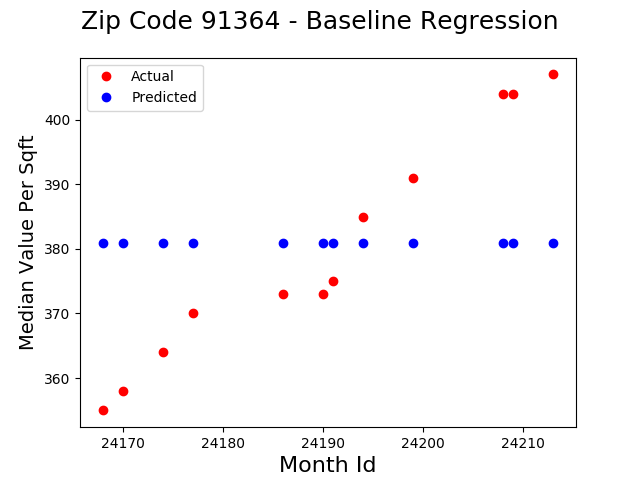 Zip Code 91364 - Baseline Regression
Actual
Predicted
Median Value Per Sqft
400
390
380
370
360
24170 24180 24190 24200 24210
Month Id